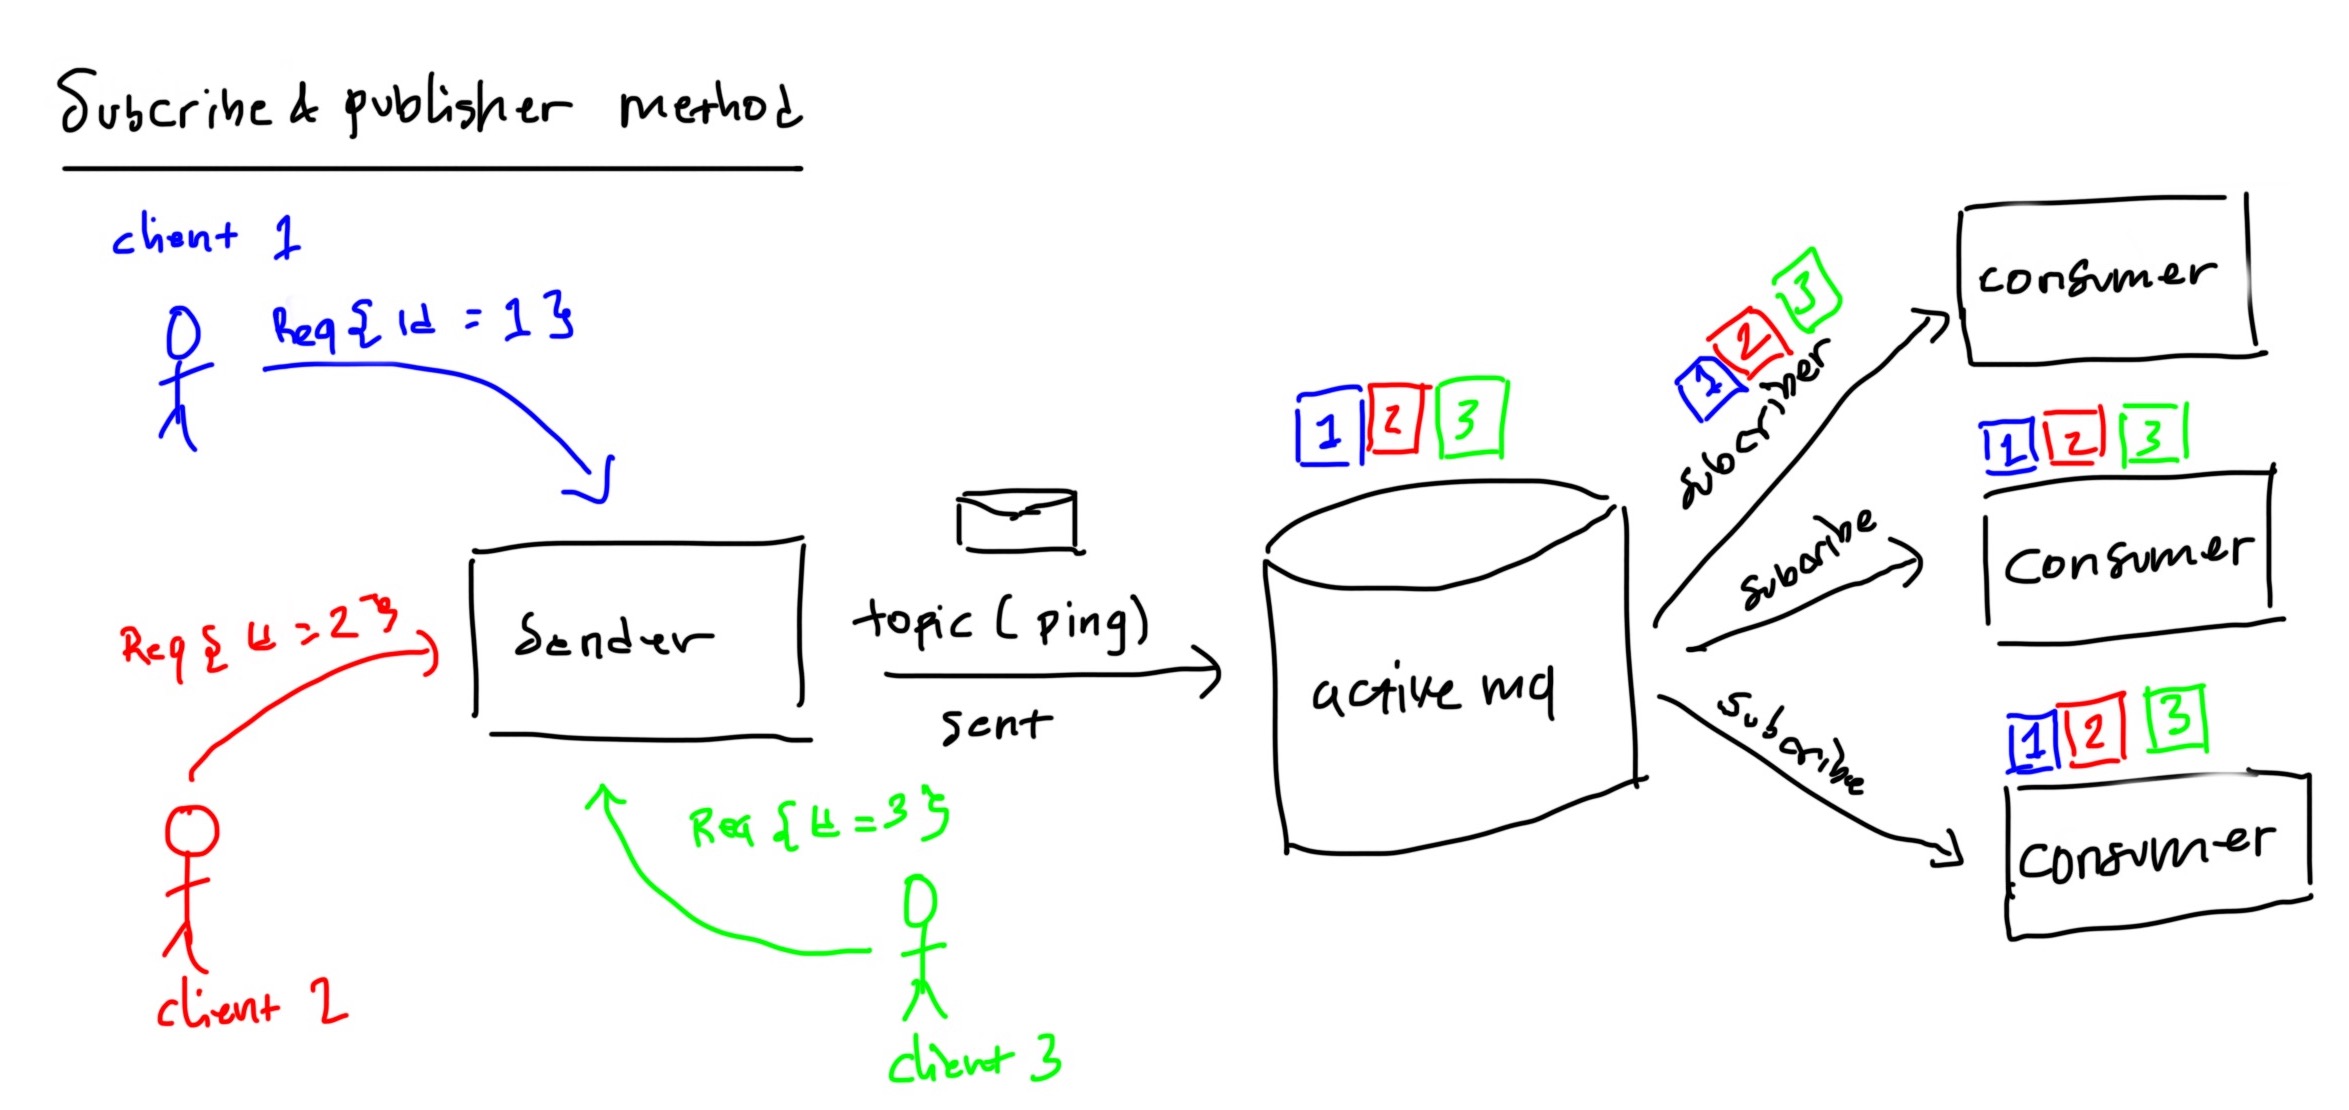 Subcribe & publisher method
client 1
Req { id = 1 }
Req { id = 2 }
client 2
Sender
Req { id = 3 }
client 3
topic ( ping )
sent
1 2 3
active mq
1 2 3
subcriber
consumer
subcribe
1 2 3
consumer
subcribe
1 2 3
consumer